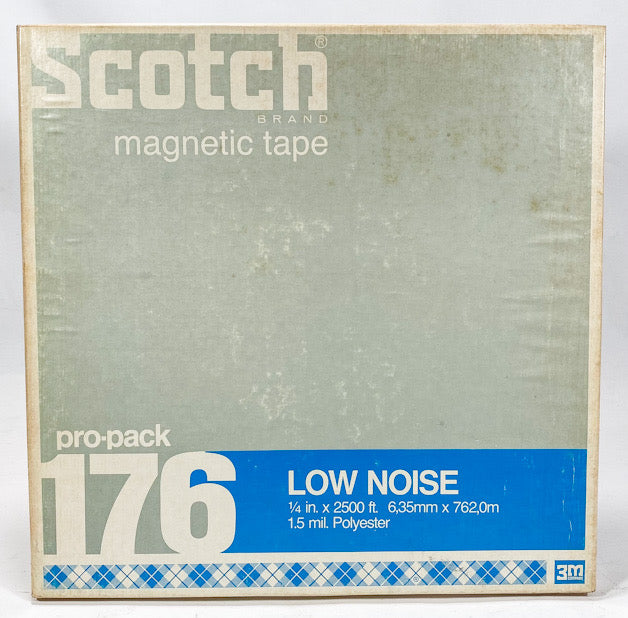 Scotch®
BRAND
magnetic tape
pro-pack
176
LOW NOISE
¼ in. x 2500 ft. 6,35mm x 762,0m
1.5 mil. Polyester
®
3M